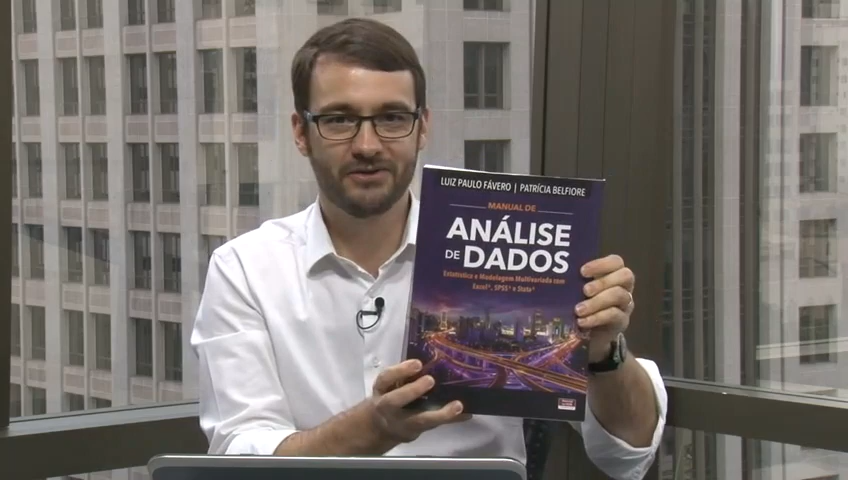 LUIZ PAULO FÁVERO | PATRÍCIA BELFIORE
MANUAL DE
ANÁLISE
DE DADOS
Estatística e Modelagem Multivariada com
Excel®, SPSS® e Stata®